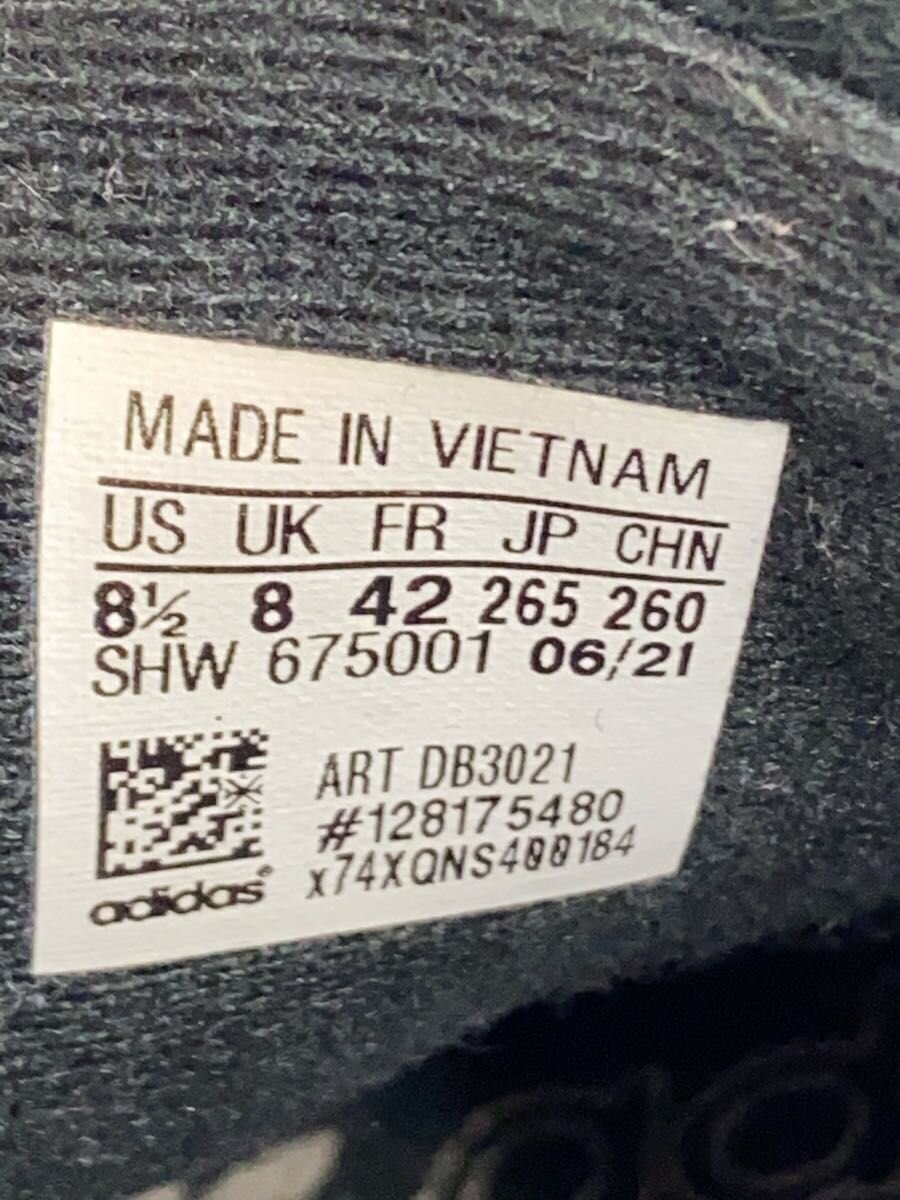 MADE IN VIETNAM
US UK FR JP CHN
8½ 8 42 265 260
SHW 675001 06/21
ART DB3021
#128175480
x74XQNS400184
adidas®